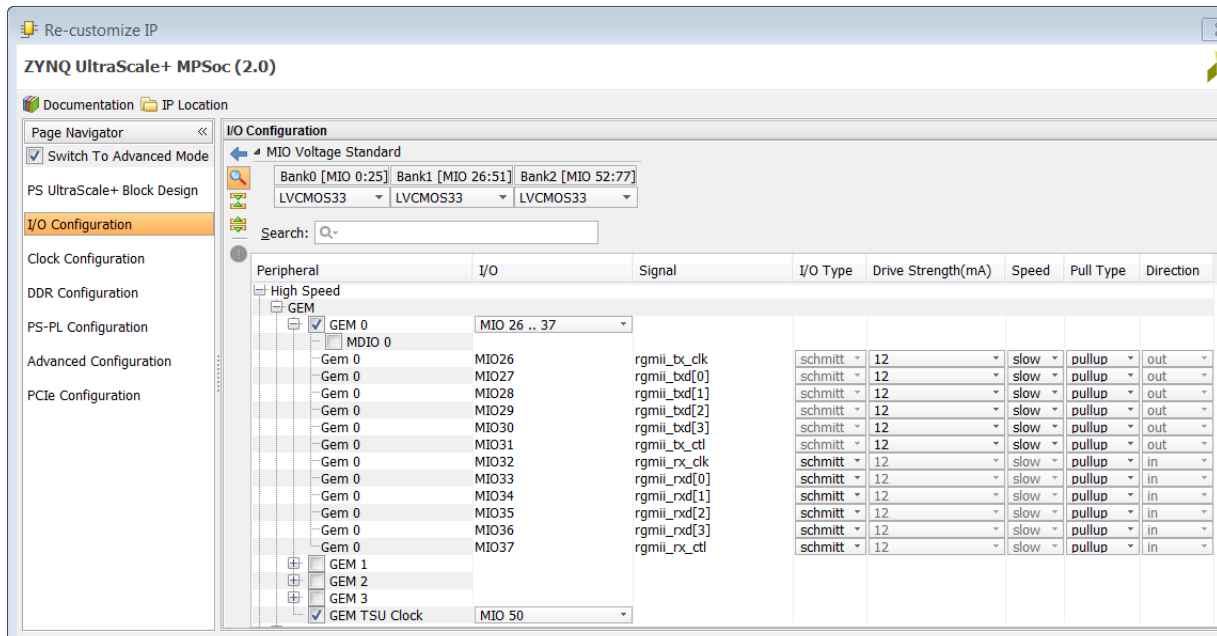 Re-customize IP
ZYNQ UltraScale+ MPSoc (2.0)
Documentation IP Location
Page Navigator «
Switch To Advanced Mode
PS UltraScale+ Block Design
I/O Configuration
Clock Configuration
DDR Configuration
PS-PL Configuration
Advanced Configuration
PCIe Configuration
I/O Configuration
MIO Voltage Standard
Bank0 [MIO 0:25] Bank1 [MIO 26:51] Bank2 [MIO 52:77]
LVCMOS33 LVCMOS33 LVCMOS33
Search:
Peripheral I/O Signal I/O Type Drive Strength(mA) Speed Pull Type Direction
High Speed
GEM
GEM 0 MIO 26 .. 37
MDIO 0
Gem 0 MIO26 rgmii_tx_clk schmitt 12 slow pullup out
Gem 0 MIO27 rgmii_txd[0] schmitt 12 slow pullup out
Gem 0 MIO28 rgmii_txd[1] schmitt 12 slow pullup out
Gem 0 MIO29 rgmii_txd[2] schmitt 12 slow pullup out
Gem 0 MIO30 rgmii_txd[3] schmitt 12 slow pullup out
Gem 0 MIO31 rgmii_tx_ctl schmitt 12 slow pullup out
Gem 0 MIO32 rgmii_rx_clk schmitt 12 slow pullup in
Gem 0 MIO33 rgmii_rxd[0] schmitt 12 slow pullup in
Gem 0 MIO34 rgmii_rxd[1] schmitt 12 slow pullup in
Gem 0 MIO35 rgmii_rxd[2] schmitt 12 slow pullup in
Gem 0 MIO36 rgmii_rxd[3] schmitt 12 slow pullup in
Gem 0 MIO37 rgmii_rx_ctl schmitt 12 slow pullup in
GEM 1
GEM 2
GEM 3
GEM TSU Clock MIO 50